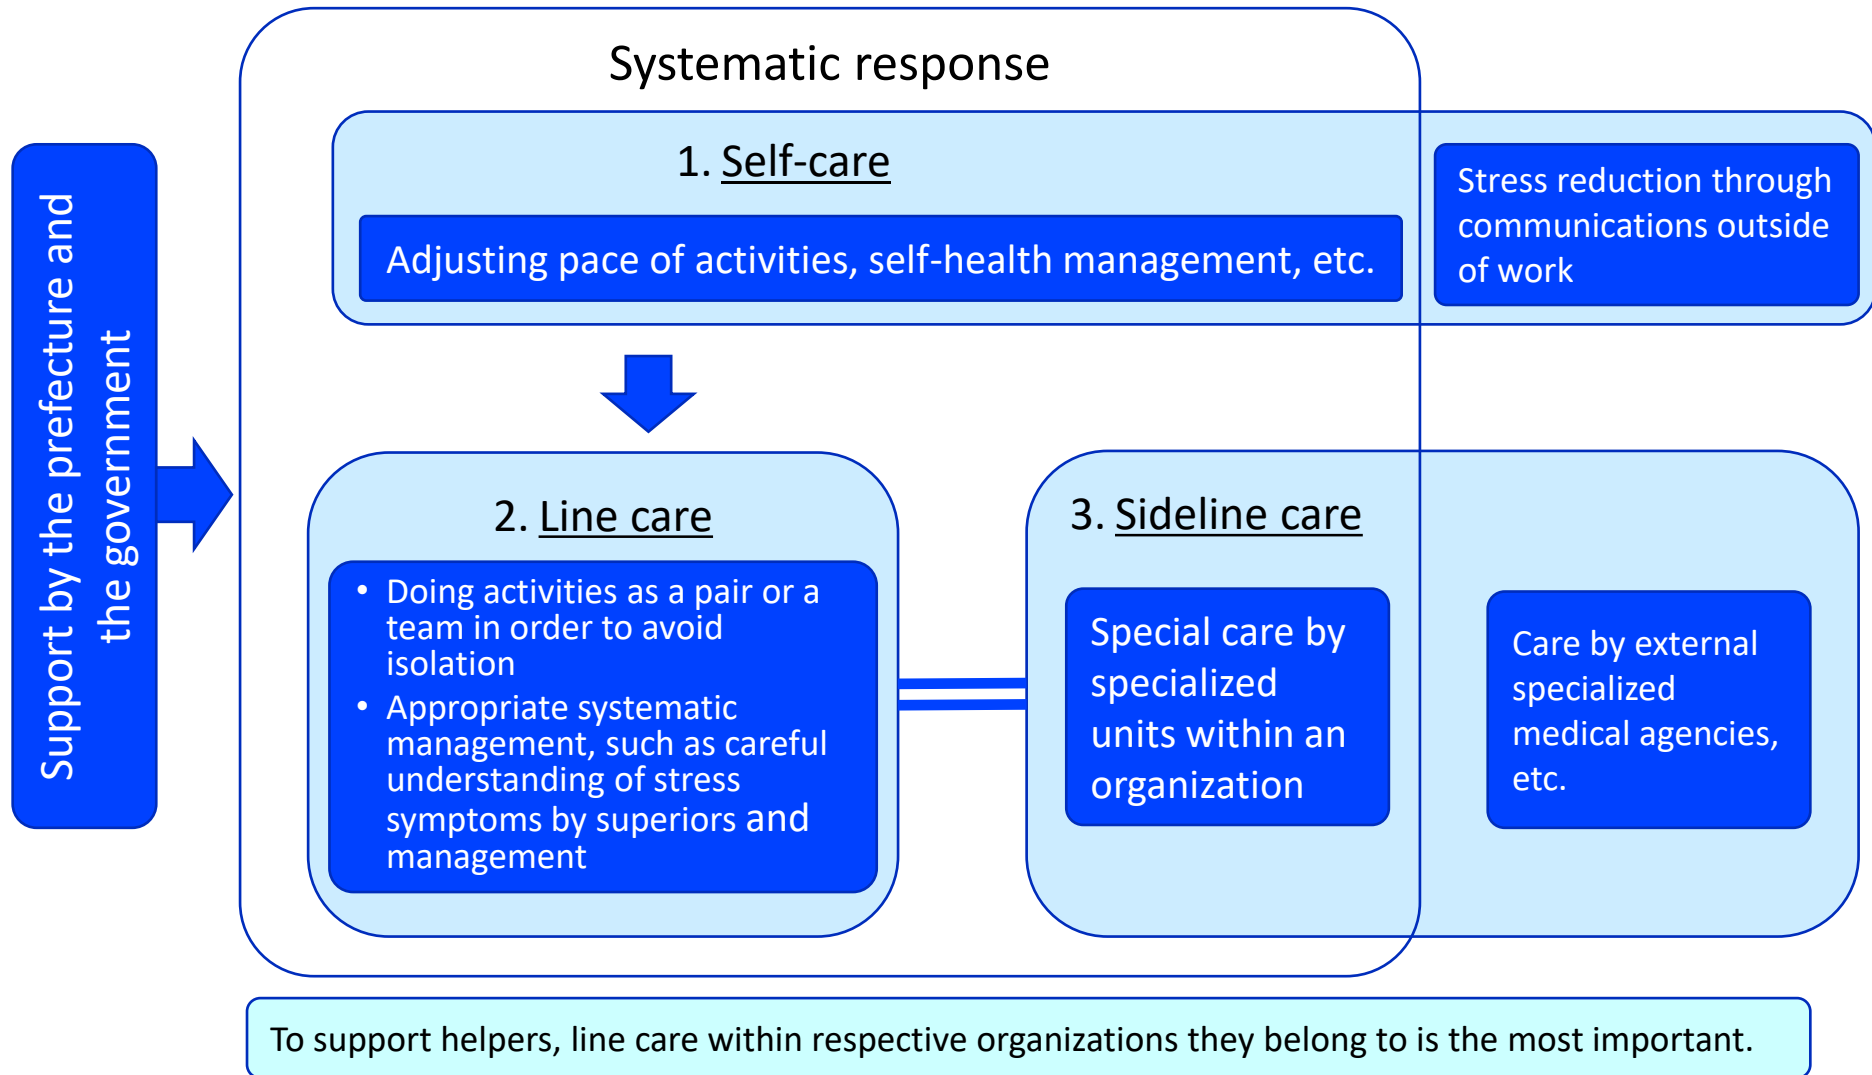 Systematic response
Support by the prefecture and
the government
1. Self-care
Adjusting pace of activities, self-health management, etc.
Stress reduction through
communications outside
of work
2. Line care
• Doing activities as a pair or a
team in order to avoid
isolation
• Appropriate systematic
management, such as careful
understanding of stress
symptoms by superiors and
management
3. Sideline care
Special care by
specialized
units within an
organization
Care by external
specialized
medical agencies,
etc.
To support helpers, line care within respective organizations they belong to is the most important.